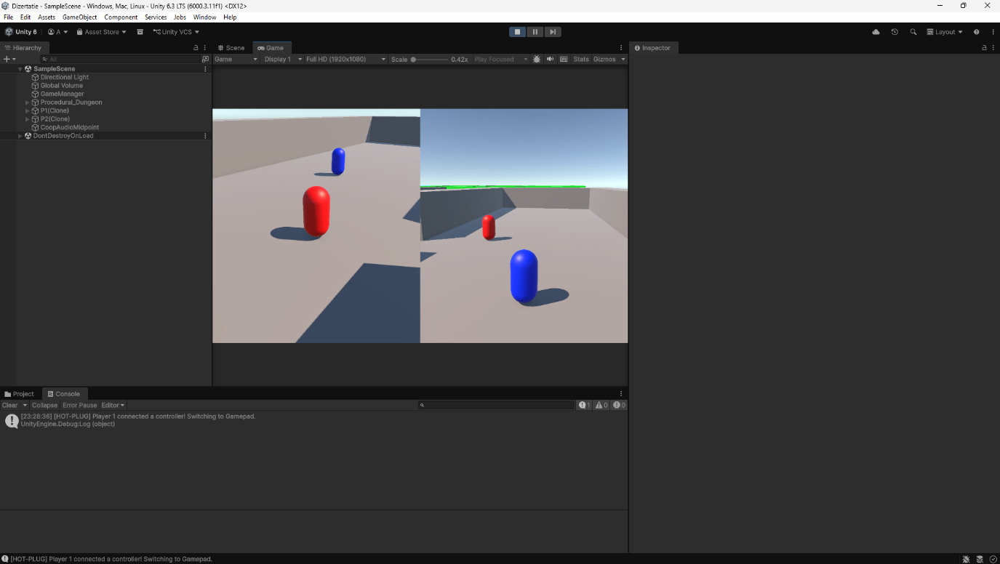 Dizertatie - SampleScene - Windows, Mac, Linux - Unity 6.3 LTS (6000.3.11f1) <DX12>
File Edit Assets GameObject Component Services Jobs Window Help
Unity 6 A Asset Store Unity VCS Layout
Hierarchy Scene Game Inspector
All Game Display 1 Full HD (1920x1080) Scale 0.42x Play Focused Stats Gizmos
SampleScene
Directional Light
Global Volume
GameManager
Procedural_Dungeon
P1(Clone)
P2(Clone)
CoopAudioMidpoint
DontDestroyOnLoad
Project Console
Clear Collapse Error Pause Editor 1 0 0
[23:28:36] [HOT-PLUG] Player 1 connected a controller! Switching to Gamepad.
UnityEngine.Debug:Log (object)
[HOT-PLUG] Player 1 connected a controller! Switching to Gamepad.